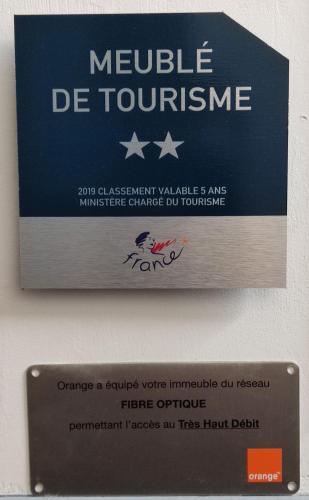 MEUBLÉ
DE TOURISME
2019 CLASSEMENT VALABLE 5 ANS
MINISTÈRE CHARGÉ DU TOURISME
france
Orange a équipé votre immeuble du réseau
FIBRE OPTIQUE
permettant l'accès au Très Haut Débit
orange™